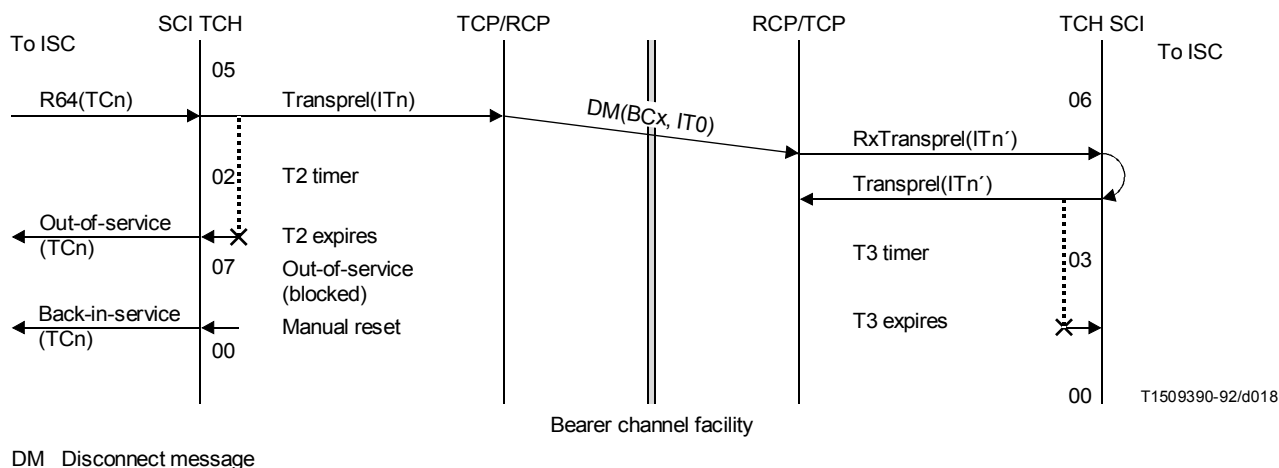 SCI TCH
TCP/RCP
RCP/TCP
TCH SCI
To ISC
To ISC
05
R64(TCn)
Transprel(ITn)
DM(BCx, IT0)
06
RxTransprel(ITn´)
02
T2 timer
Transprel(ITn´)
Out-of-service
(TCn)
T2 expires
T3 timer
03
07
Out-of-service
(blocked)
Back-in-service
(TCn)
Manual reset
T3 expires
00
00
T1509390-92/d018
Bearer channel facility
DM Disconnect message